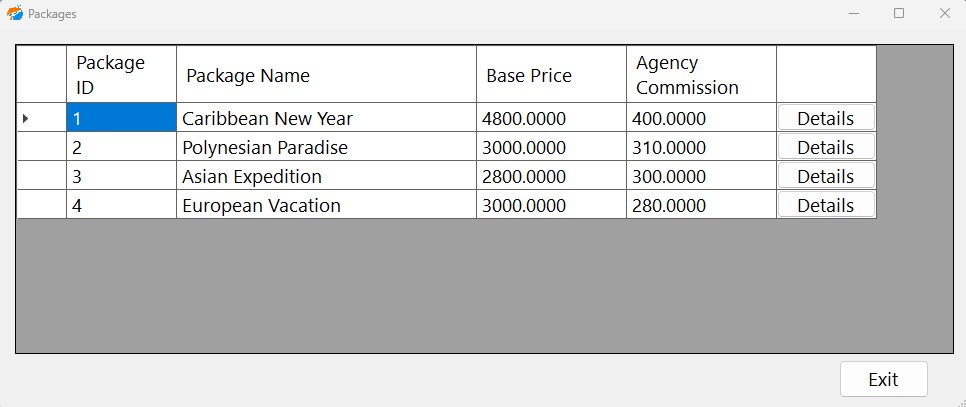 Packages
Package ID Package Name Base Price Agency Commission
1 Caribbean New Year 4800.0000 400.0000 Details
2 Polynesian Paradise 3000.0000 310.0000 Details
3 Asian Expedition 2800.0000 300.0000 Details
4 European Vacation 3000.0000 280.0000 Details
Exit